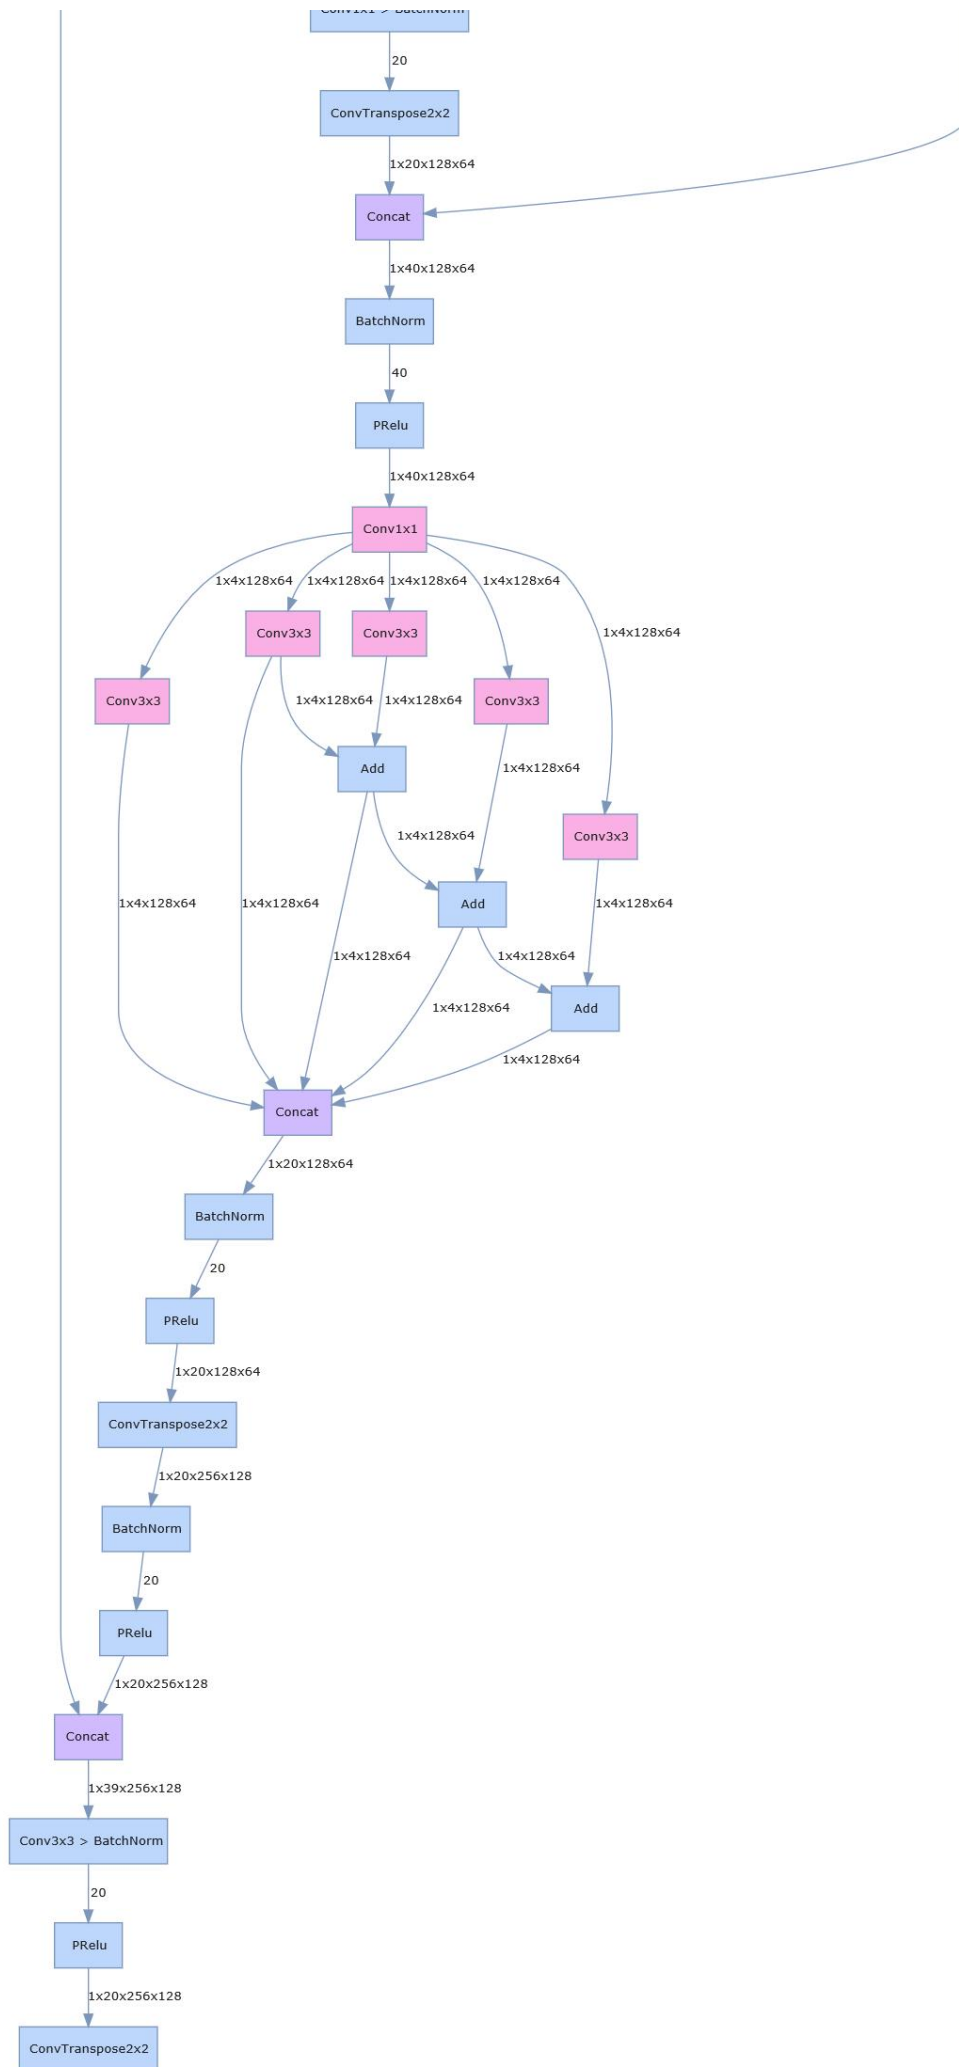 Conv1x1 > BatchNorm
20
ConvTranspose2x2
1x20x128x64
Concat
1x40x128x64
BatchNorm
40
PRelu
1x40x128x64
Conv1x1
1x4x128x64 1x4x128x64 1x4x128x64 1x4x128x64
Conv3x3 Conv3x3 1x4x128x64
Conv3x3 1x4x128x64 1x4x128x64 Conv3x3
Add 1x4x128x64
1x4x128x64 Conv3x3
1x4x128x64 1x4x128x64 Add 1x4x128x64
1x4x128x64 1x4x128x64
1x4x128x64 Add
1x4x128x64
Concat
1x20x128x64
BatchNorm
20
PRelu
1x20x128x64
ConvTranspose2x2
1x20x256x128
BatchNorm
20
PRelu
1x20x256x128
Concat
1x39x256x128
Conv3x3 > BatchNorm
20
PRelu
1x20x256x128
ConvTranspose2x2